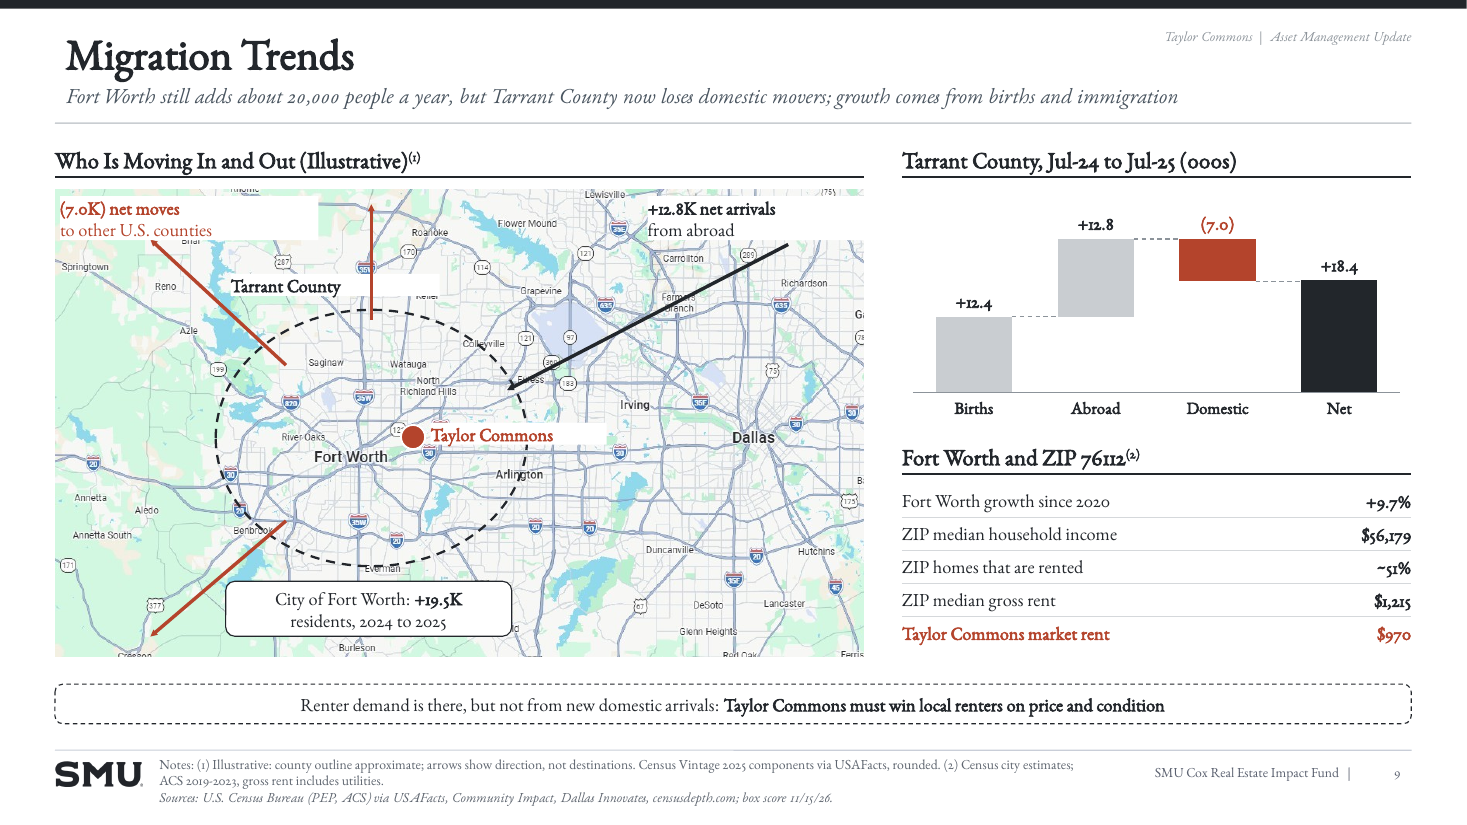 Taylor Commons | Asset Management Update
Migration Trends
Fort Worth still adds about 20,000 people a year, but Tarrant County now loses domestic movers; growth comes from births and immigration
Who Is Moving In and Out (Illustrative)(1)
(7.0K) net moves
to other U.S. counties
+12.8K net arrivals
from abroad
Lewisville
Flower Mound
Roanoke
Carrollton
Springtown
Reno
Tarrant County
Grapevine
Richardson
Farmers
Branch
Azle
Colleyville
Saginaw
Watauga
North
Richland Hills
Euless
Irving
River Oaks
Taylor Commons
Dallas
Fort Worth
Arlington
Annetta
Aledo
Benbrook
Annetta South
Duncanville
Hutchins
Everman
City of Fort Worth: +19.5K
residents, 2024 to 2025
DeSoto
Lancaster
Glenn Heights
Burleson
Cresson
Red Oak
Ferris
Tarrant County, Jul-24 to Jul-25 (000s)
+12.4
+12.8
(7.0)
+18.4
Births
Abroad
Domestic
Net
Fort Worth and ZIP 76112(2)
Fort Worth growth since 2020 +9.7%
ZIP median household income $56,179
ZIP homes that are rented ~51%
ZIP median gross rent $1,215
Taylor Commons market rent $970
Renter demand is there, but not from new domestic arrivals: Taylor Commons must win local renters on price and condition
SMU
Notes: (1) Illustrative: county outline approximate; arrows show direction, not destinations. Census Vintage 2025 components via USAFacts, rounded. (2) Census city estimates;
ACS 2019-2023, gross rent includes utilities.
Sources: U.S. Census Bureau (PEP, ACS) via USAFacts, Community Impact, Dallas Innovates, censusdepth.com; box score 11/15/26.
SMU Cox Real Estate Impact Fund | 9